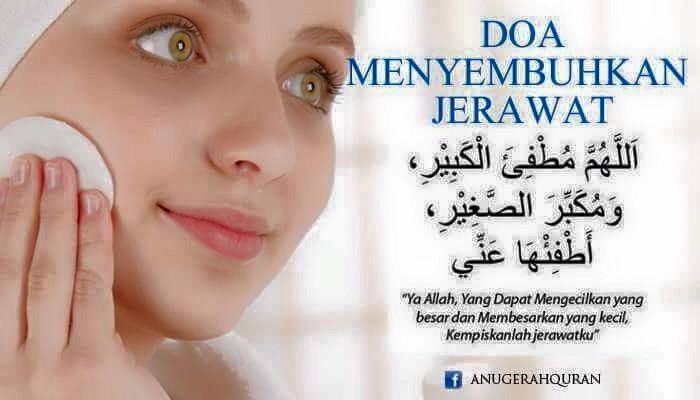 DOA
MENYEMBUHKAN
JERAWAT
اَللَّهُمَّ مُطْفِئَ الْكَبِيْرِ،
وَمُكَبِّرَ الصَّغِيْرِ،
أَطْفِئْهَا عَنِّي
"Ya Allah, Yang Dapat Mengecilkan yang
besar dan Membesarkan yang kecil,
Kempiskanlah jerawatku"
f ANUGERAHQURAN